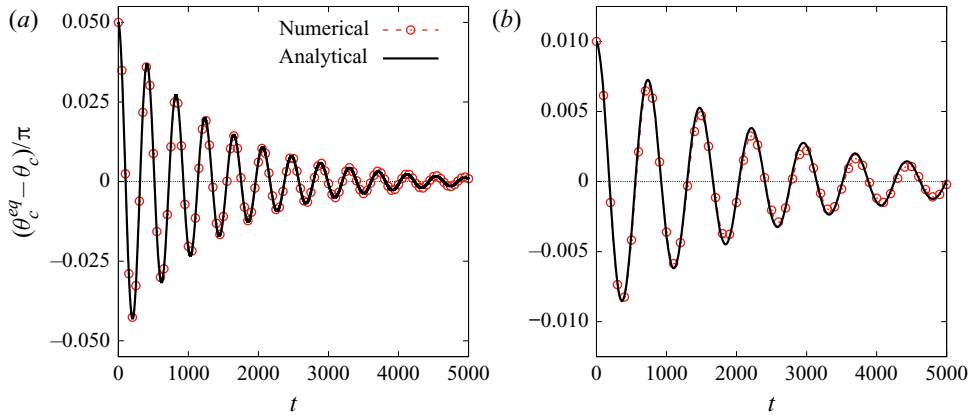 (a)
(b)
0.050
0.025
0
−0.025
−0.050
(θ_c^{eq} – θ_c)/π
Numerical
Analytical
0 1000 2000 3000 4000 5000
t
0.010
0.005
0
−0.005
−0.010
0 1000 2000 3000 4000 5000
t